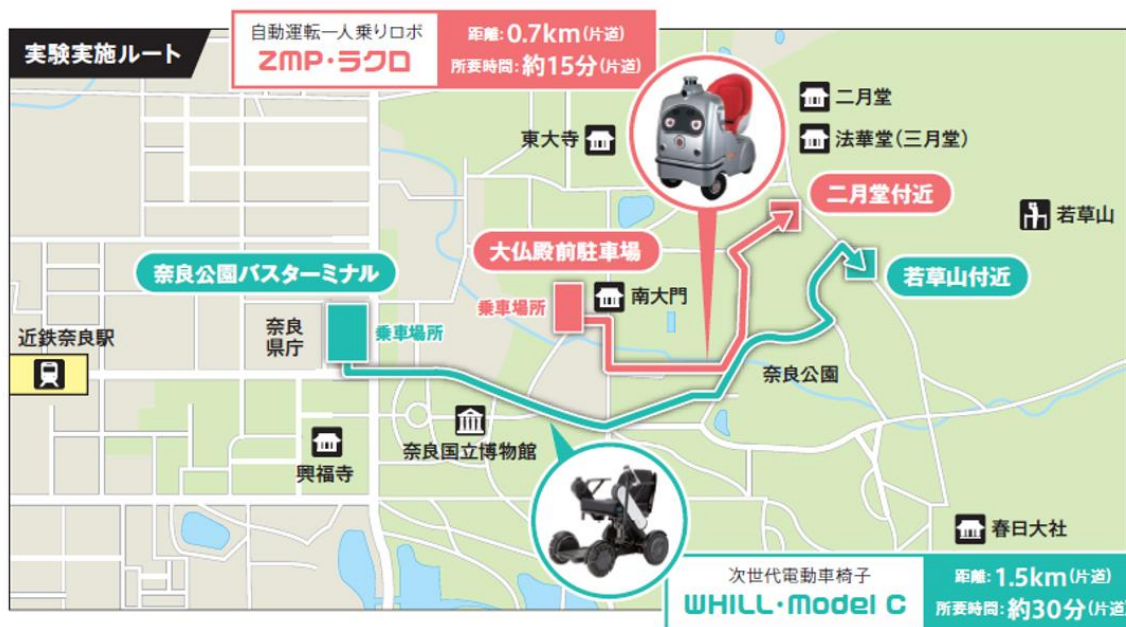 実験実施ルート
自動運転一人乗りロボ
ZMP・ラクロ
距離：0.7km(片道)
所要時間：約15分(片道)
二月堂
東大寺
法華堂(三月堂)
二月堂付近
若草山
大仏殿前駐車場
奈良公園バスターミナル
若草山付近
乗車場所
南大門
近鉄奈良駅
奈良
県庁
乗車場所
奈良公園
奈良国立博物館
興福寺
春日大社
次世代電動車椅子
WHILL・Model C
距離：1.5km(片道)
所要時間：約30分(片道)